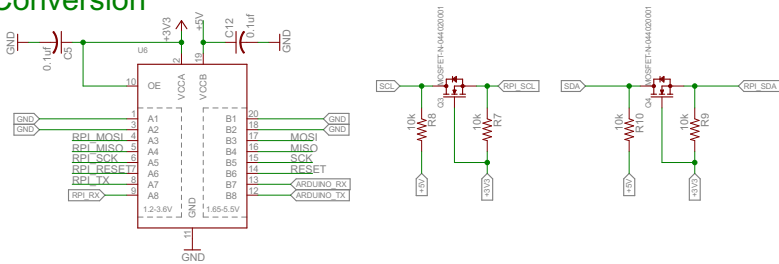 Conversion
GND
0.1uf
C5
+3V3
+5V
C12
0.1uf
GND
U6
2
19
VCCA
VCCB
10
OE
GND
1
A1
B1
20
GND
GND
3
A2
B2
18
GND
RPI_MOSI
4
A3
B3
17
MOSI
RPI_MISO
5
A4
B4
16
MISO
RPI_SCK
6
A5
B5
15
SCK
RPI_RESET
7
A6
B6
14
RESET
RPI_TX
8
A7
B7
13
ARDUINO_RX
RPI_RX
9
A8
B8
12
ARDUINO_TX
1.2-3.6V
GND
1.65-5.5V
11
GND
MOSFET-N-044020001
SCL
Q3
RPI_SCL
10k
R8
10k
R7
+5V
+3V3
MOSFET-N-044020001
SDA
Q4
RPI_SDA
10k
R10
10k
R9
+5V
+3V3